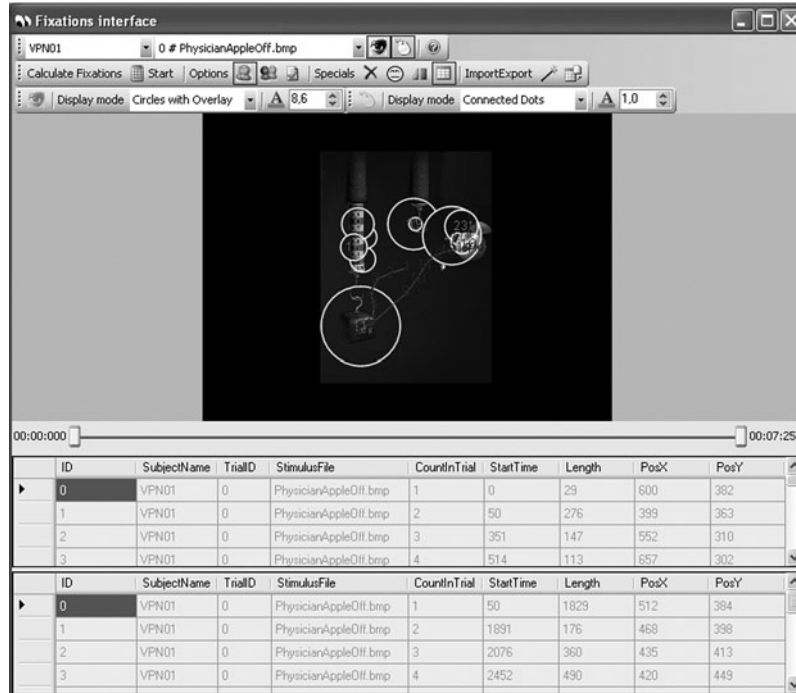 Fixations interface
VPN01 0 # PhysicianAppleOff.bmp
Calculate Fixations Start Options Specials ImportExport
Display mode Circles with Overlay A 8,6 Display mode Connected Dots A 1,0
231
00:00:000 00:07:25
ID SubjectName TrialID StimulusFile CountInTrial StartTime Length PosX PosY
0 VPN01 0 PhysicianAppleOff.bmp 1 0 29 600 382
1 VPN01 0 PhysicianAppleOff.bmp 2 50 276 399 363
2 VPN01 0 PhysicianAppleOff.bmp 3 351 147 552 310
3 VPN01 0 PhysicianAppleOff.bmp 4 514 113 657 302
ID SubjectName TrialID StimulusFile CountInTrial StartTime Length PosX PosY
0 VPN01 0 PhysicianAppleOff.bmp 1 50 1829 512 384
1 VPN01 0 PhysicianAppleOff.bmp 2 1891 176 468 398
2 VPN01 0 PhysicianAppleOff.bmp 3 2076 360 435 413
3 VPN01 0 PhysicianAppleOff.bmp 4 2452 490 420 449